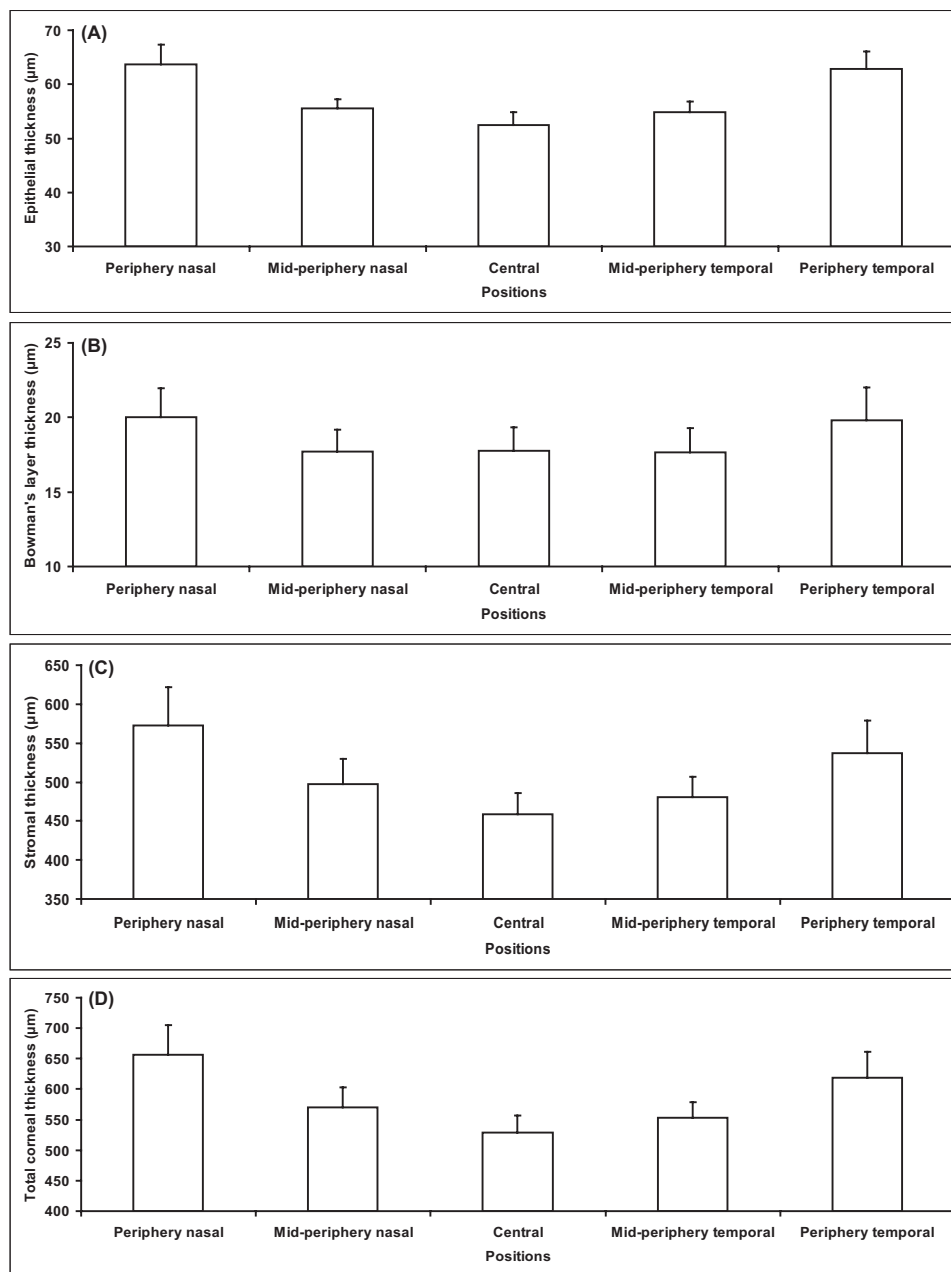 (A)
Epithelial thickness (µm)
70
60
50
40
30
Periphery nasal Mid-periphery nasal Central Mid-periphery temporal Periphery temporal
Positions
(B)
Bowman's layer thickness (µm)
25
20
15
10
Periphery nasal Mid-periphery nasal Central Mid-periphery temporal Periphery temporal
Positions
(C)
Stromal thickness (µm)
650
600
550
500
450
400
350
Periphery nasal Mid-periphery nasal Central Mid-periphery temporal Periphery temporal
Positions
(D)
Total corneal thickness (µm)
750
700
650
600
550
500
450
400
Periphery nasal Mid-periphery nasal Central Mid-periphery temporal Periphery temporal
Positions